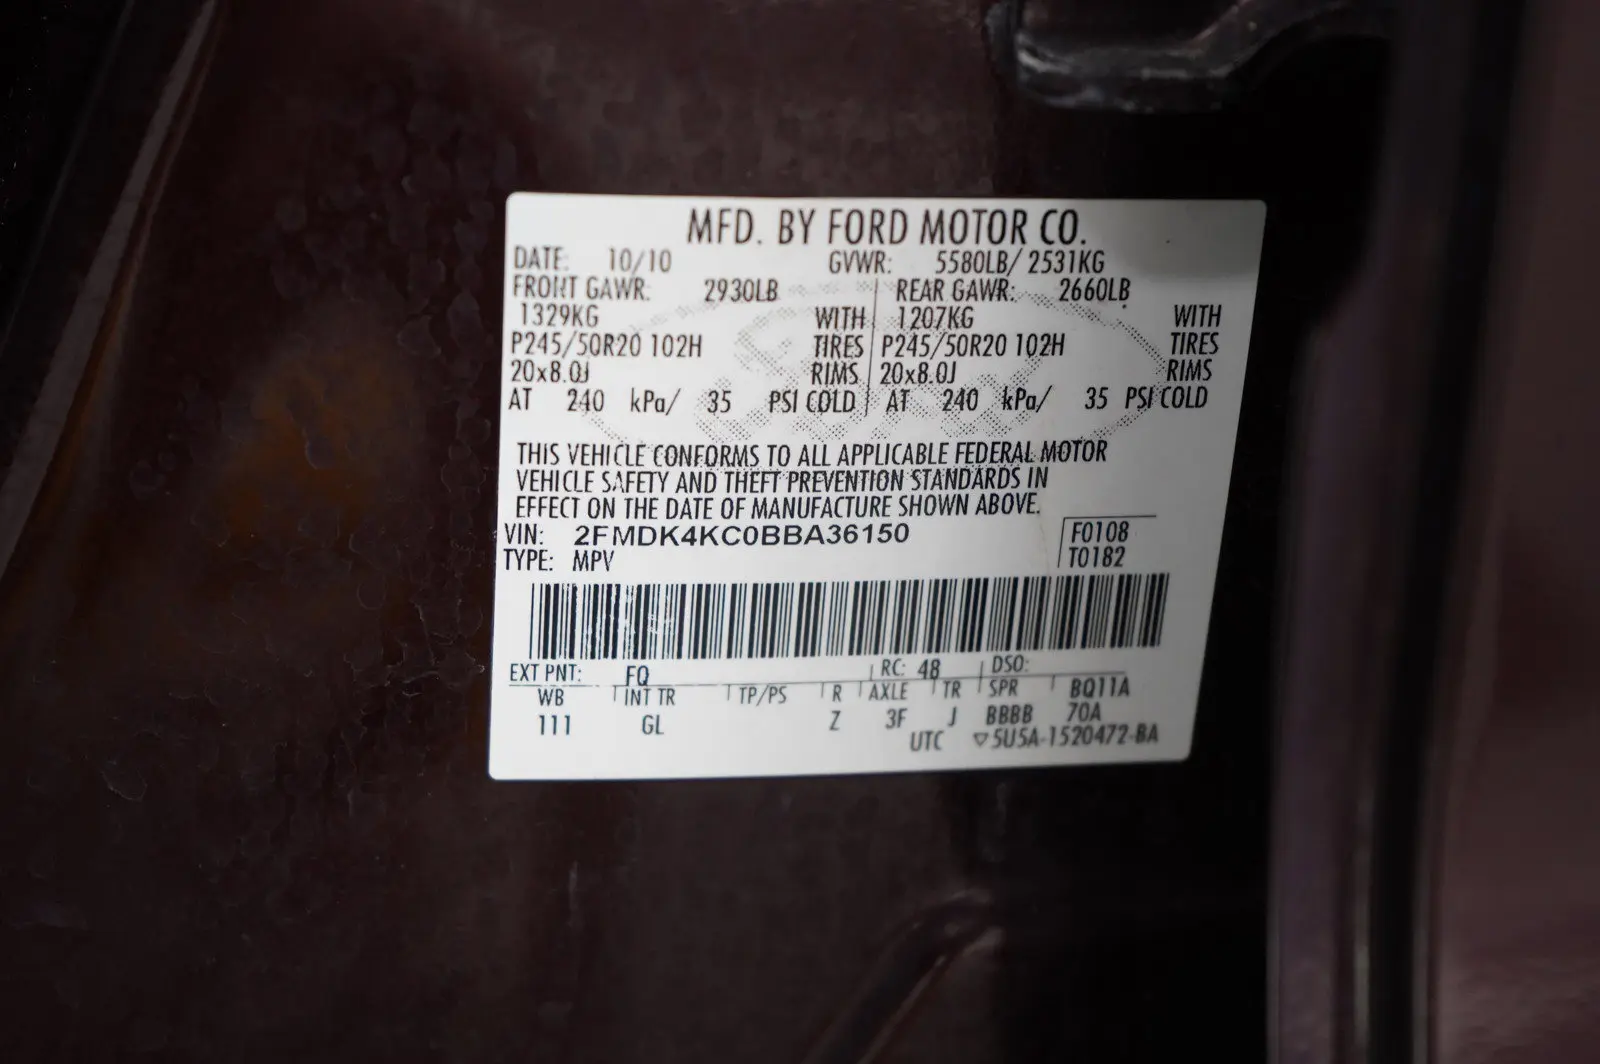 MFD. BY FORD MOTOR CO.
DATE: 10/10 GVWR: 5580LB/ 2531KG
FRONT GAWR: 2930LB REAR GAWR: 2660LB
1329KG WITH 1207KG WITH
P245/50R20 102H TIRES P245/50R20 102H TIRES
20x8.0J RIMS 20x8.0J RIMS
AT 240 kPa/ 35 PSI COLD AT 240 kPa/ 35 PSI COLD
THIS VEHICLE CONFORMS TO ALL APPLICABLE FEDERAL MOTOR
VEHICLE SAFETY AND THEFT PREVENTION STANDARDS IN
EFFECT ON THE DATE OF MANUFACTURE SHOWN ABOVE.
VIN: 2FMDK4KC0BBA36150 F0108
TYPE: MPV T0182
EXT PNT: FQ RC: 48 DSO:
WB INT TR TP/PS R AXLE TR SPR BQ11A
111 GL Z 3F J BBBB 70A
UTC ▽5U5A-1520472-BA